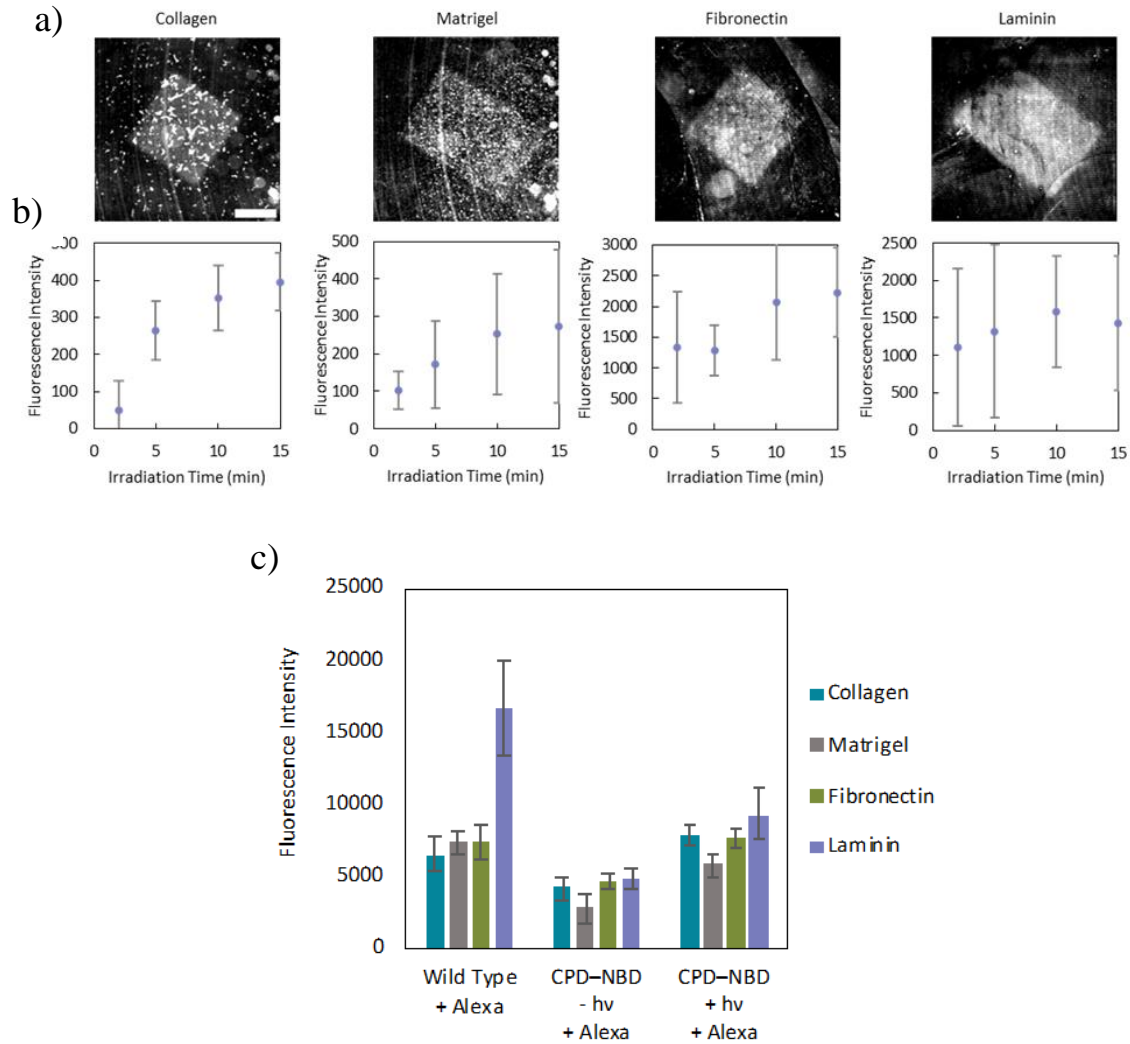 a)
Collagen
Matrigel
Fibronectin
Laminin
b)
Fluorescence Intensity
400
300
200
100
0
0 5 10 15
Irradiation Time (min)
Fluorescence Intensity
500
400
300
200
100
0
0 5 10 15
Irradiation Time (min)
Fluorescence Intensity
3000
2500
2000
1500
1000
500
0
0 5 10 15
Irradiation Time (min)
Fluorescence Intensity
2500
2000
1500
1000
500
0
0 5 10 15
Irradiation Time (min)
c)
Fluorescence Intensity
25000
20000
15000
10000
5000
0
Wild Type
+ Alexa
CPD–NBD
- hν
+ Alexa
CPD–NBD
+ hν
+ Alexa
Collagen
Matrigel
Fibronectin
Laminin